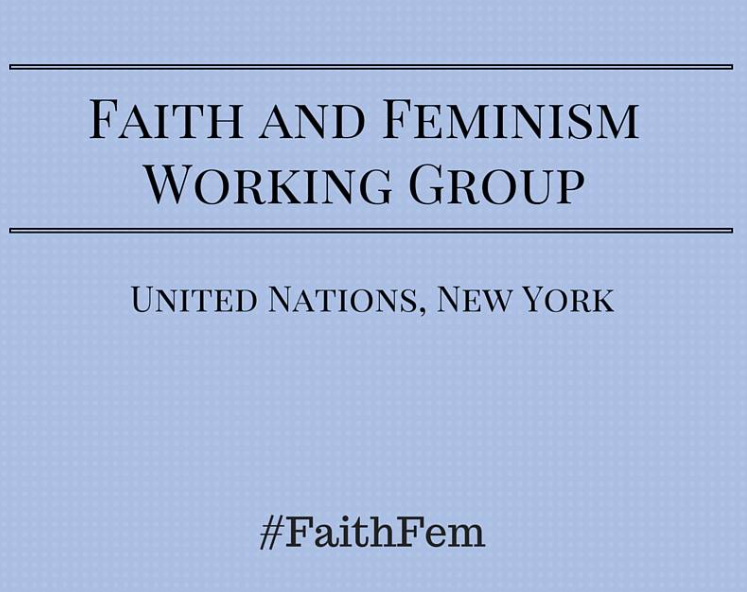 Faith and Feminism
Working Group
United Nations, New York
#FaithFem